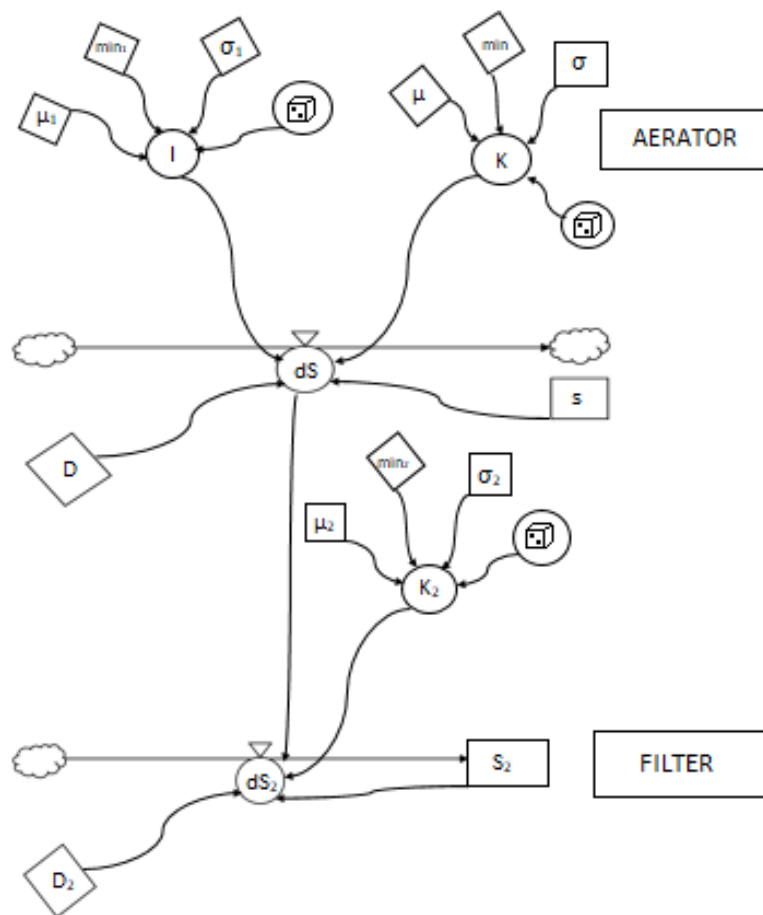 min₁
σ₁
μ₁
I
min
σ
μ
K
AERATOR
dS
s
D
min₂
σ₂
μ₂
K₂
dS₂
S₂
FILTER
D₂